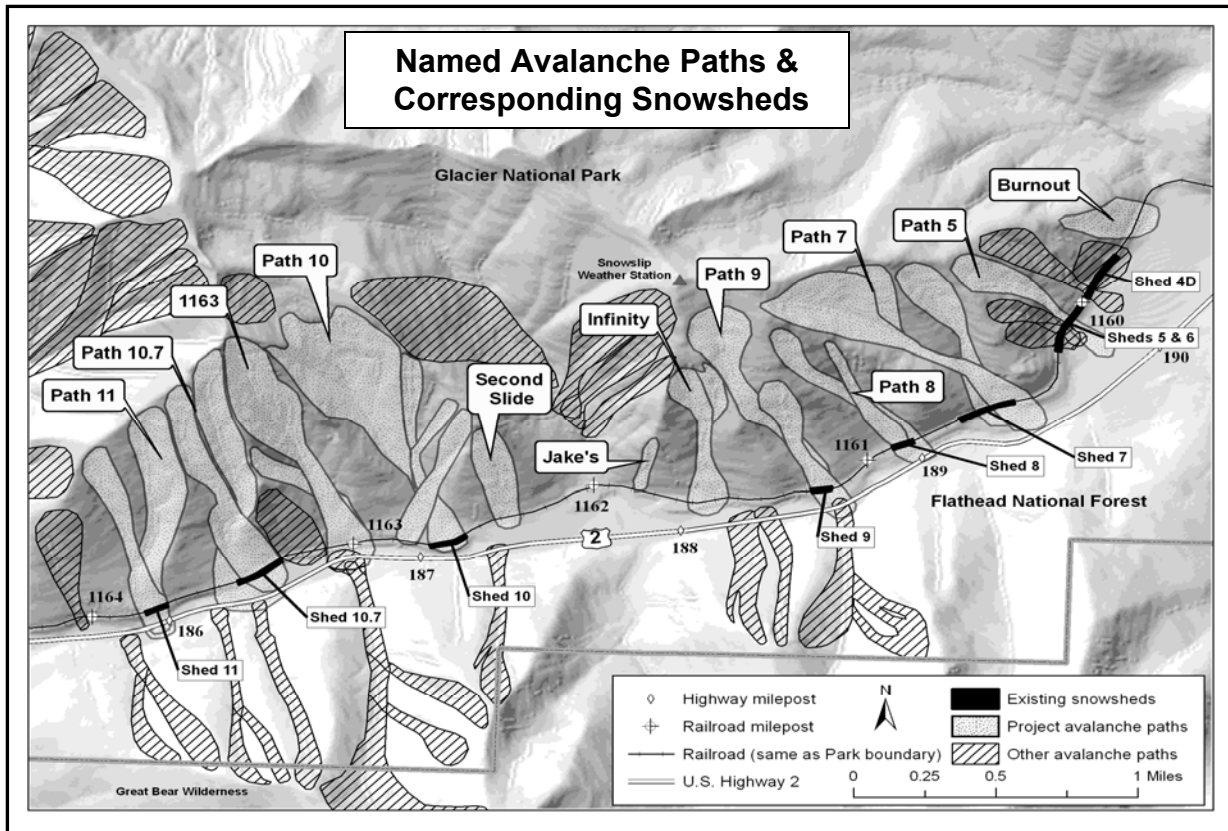 Named Avalanche Paths &
Corresponding Snowsheds
Glacier National Park
Burnout
Path 5
Path 7
Path 10
Snowslip
Weather Station
Path 9
Shed 4D
1163
Infinity
1160
Sheds 5 & 6
190
Path 10.7
Second
Slide
Path 8
Path 11
Jake's
1161
Shed 7
Shed 8
189
1162
Flathead National Forest
1163
2
188
Shed 9
187
Shed 10
1164
Shed 10.7
186
Shed 11
Highway milepost
Railroad milepost
Railroad (same as Park boundary)
U.S. Highway 2
N
Existing snowsheds
Project avalanche paths
Other avalanche paths
0 0.25 0.5 1 Miles
Great Bear Wilderness